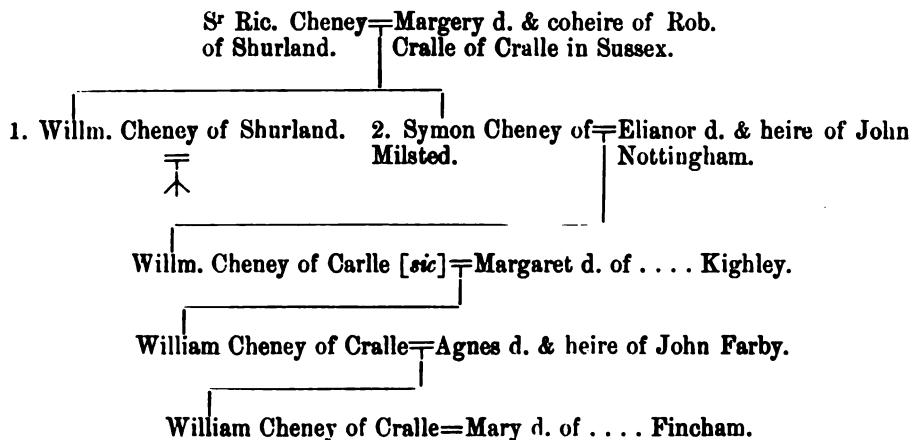 Sr Ric. Cheney=Margery d. & coheire of Rob.
of Shurland. Cralle of Cralle in Sussex.
1. Willm. Cheney of Shurland. 2. Symon Cheney of=Elianor d. & heire of John
Milsted. Nottingham.
Willm. Cheney of Carlle [sic]=Margaret d. of . . . . Kighley.
William Cheney of Cralle=Agnes d. & heire of John Farby.
William Cheney of Cralle=Mary d. of . . . . Fincham.